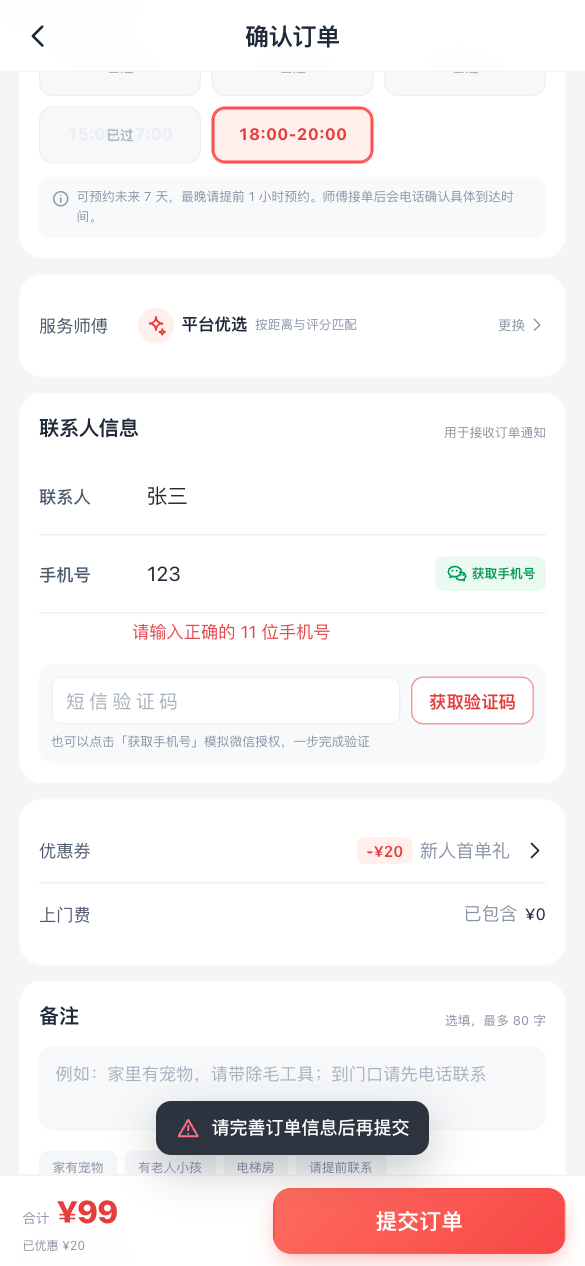 确认订单
已过
18:00-20:00
可预约未来 7 天，最晚请提前 1 小时预约。师傅接单后会电话确认具体到达时
间。
服务师傅 平台优选 按距离与评分匹配 更换
联系人信息 用于接收订单通知
联系人 张三
手机号 123 获取手机号
请输入正确的 11 位手机号
短信验证码 获取验证码
也可以点击「获取手机号」模拟微信授权，一步完成验证
优惠券 -¥20 新人首单礼
上门费 已包含 ¥0
备注 选填，最多 80 字
例如：家里有宠物，请带除毛工具；到门口请先电话联系
请完善订单信息后再提交
家有宠物 有老人小孩 电梯房 请提前联系
合计 ¥99
已优惠 ¥20
提交订单